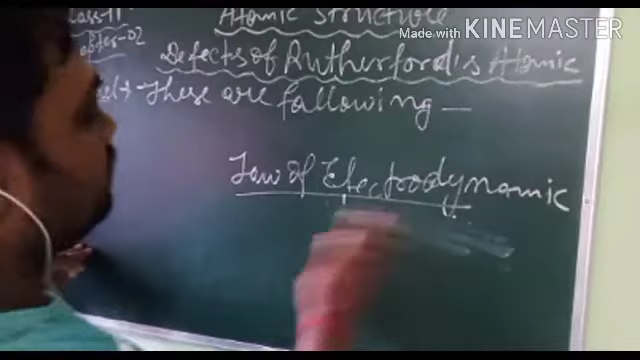 Atomic Structure
Made with KINEMASTER
Defects of Rutherford's Atomic
These are following —
Law of Electrodynamic